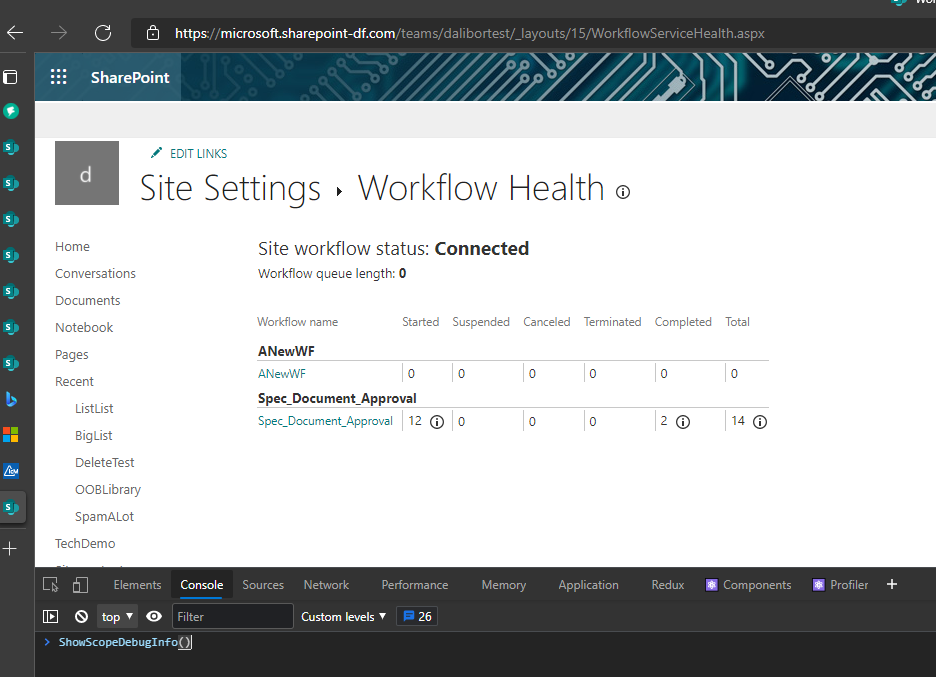 https://microsoft.sharepoint-df.com/teams/dalibortest/_layouts/15/WorkflowServiceHealth.aspx
SharePoint
EDIT LINKS
d
Site Settings Workflow Health
Home
Conversations
Documents
Notebook
Pages
Recent
ListList
BigList
DeleteTest
OOBLibrary
SpamALot
TechDemo
Site workflow status: Connected
Workflow queue length: 0
Workflow name Started Suspended Canceled Terminated Completed Total
ANewWF
ANewWF 0 0 0 0 0 0
Spec_Document_Approval
Spec_Document_Approval 12 0 0 0 2 14
Elements Console Sources Network Performance Memory Application Redux Components Profiler
top Filter Custom levels 26
> ShowScopeDebugInfo()